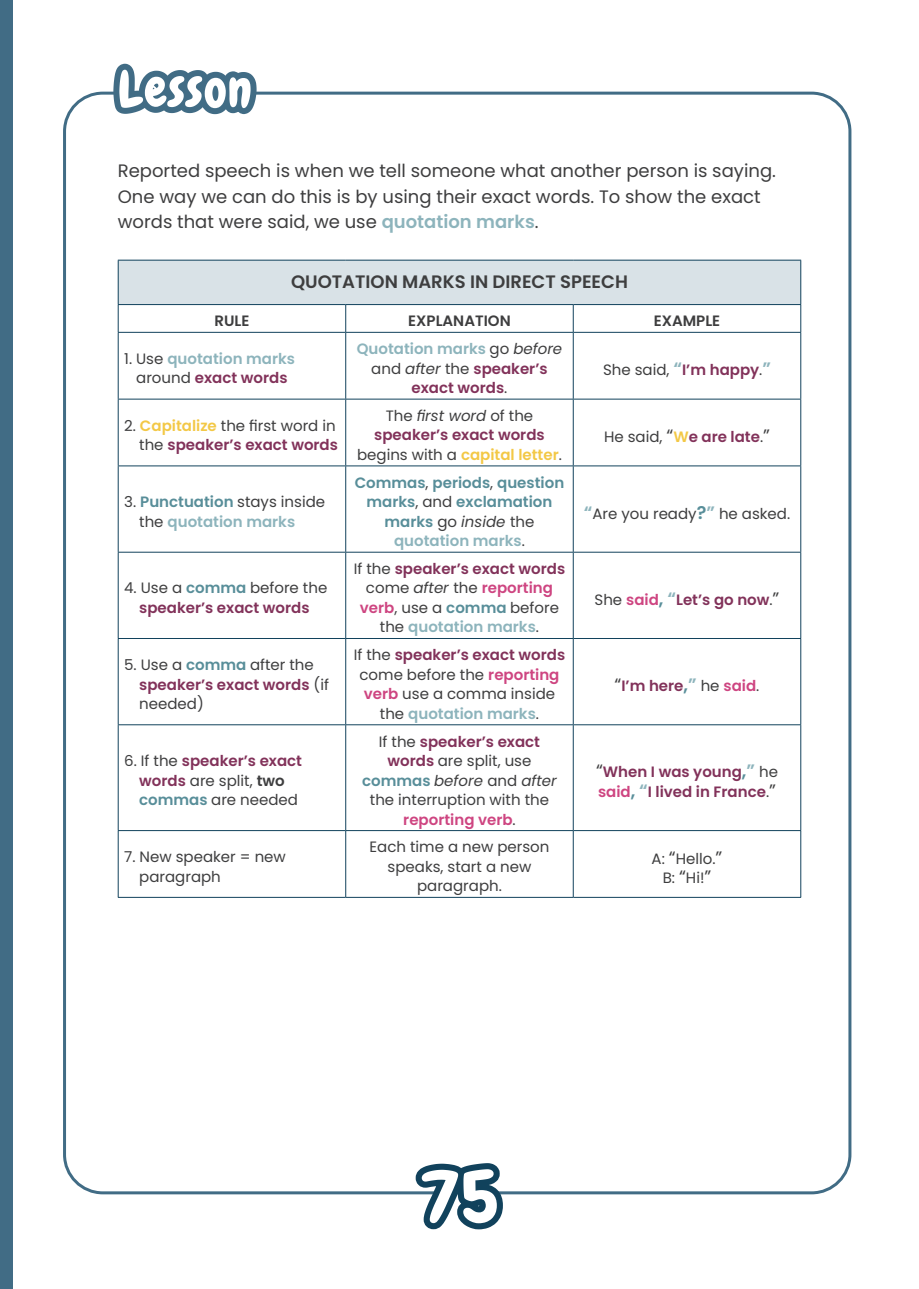 Lesson
Reported speech is when we tell someone what another person is saying.
One way we can do this is by using their exact words. To show the exact
words that were said, we use quotation marks.
QUOTATION MARKS IN DIRECT SPEECH
RULE
EXPLANATION
EXAMPLE
1. Use quotation marks
around exact words
Quotation marks go before
and after the speaker’s
exact words.
She said, “I’m happy.”
2. Capitalize the first word in
the speaker’s exact words
The first word of the
speaker’s exact words
begins with a capital letter.
He said, “We are late.”
3. Punctuation stays inside
the quotation marks
Commas, periods, question
marks, and exclamation
marks go inside the
quotation marks.
“Are you ready?” he asked.
4. Use a comma before the
speaker’s exact words
If the speaker’s exact words
come after the reporting
verb, use a comma before
the quotation marks.
She said, “Let’s go now.”
5. Use a comma after the
speaker’s exact words (if
needed)
If the speaker’s exact words
come before the reporting
verb use a comma inside
the quotation marks.
“I’m here,” he said.
6. If the speaker’s exact
words are split, two
commas are needed
If the speaker’s exact
words are split, use
commas before and after
the interruption with the
reporting verb.
“When I was young,” he
said, “I lived in France.”
7. New speaker = new
paragraph
Each time a new person
speaks, start a new
paragraph.
A: “Hello.”
B: “Hi!”
75